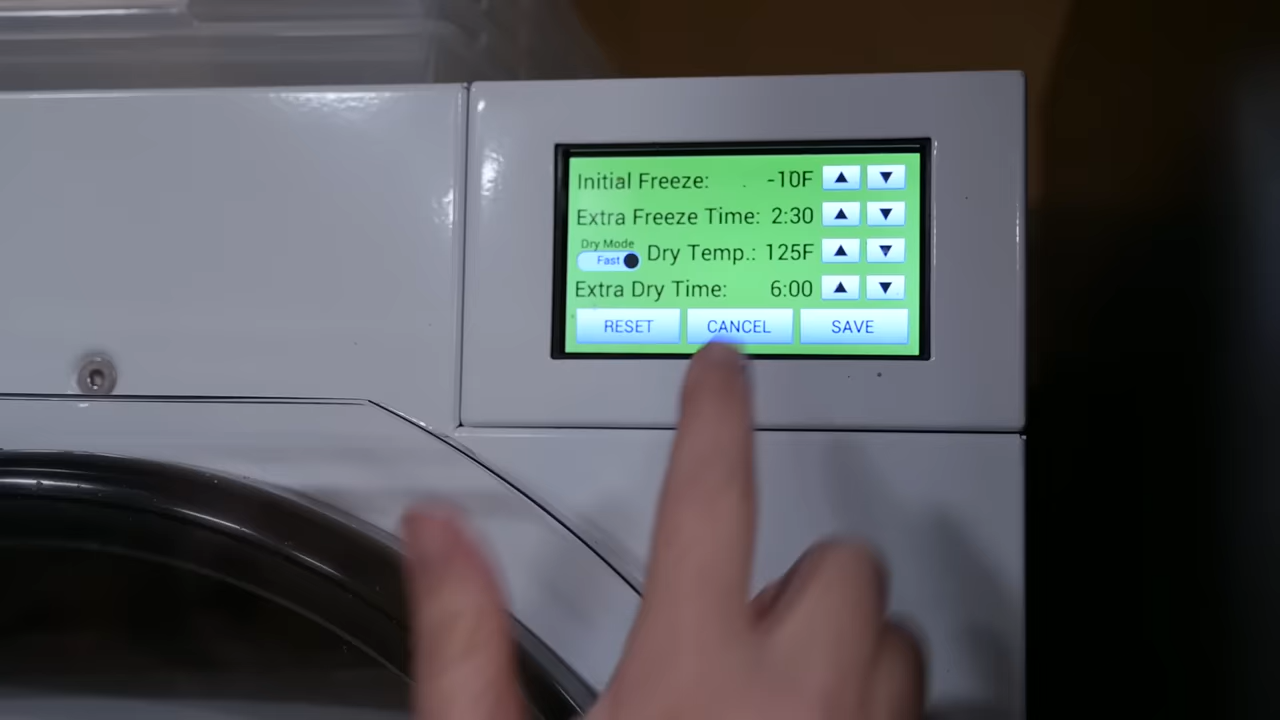 Initial Freeze: -10F ▲ ▼
Extra Freeze Time: 2:30 ▲ ▼
Dry Mode
Fast Dry Temp.: 125F ▲ ▼
Extra Dry Time: 6:00 ▲ ▼
RESET CANCEL SAVE